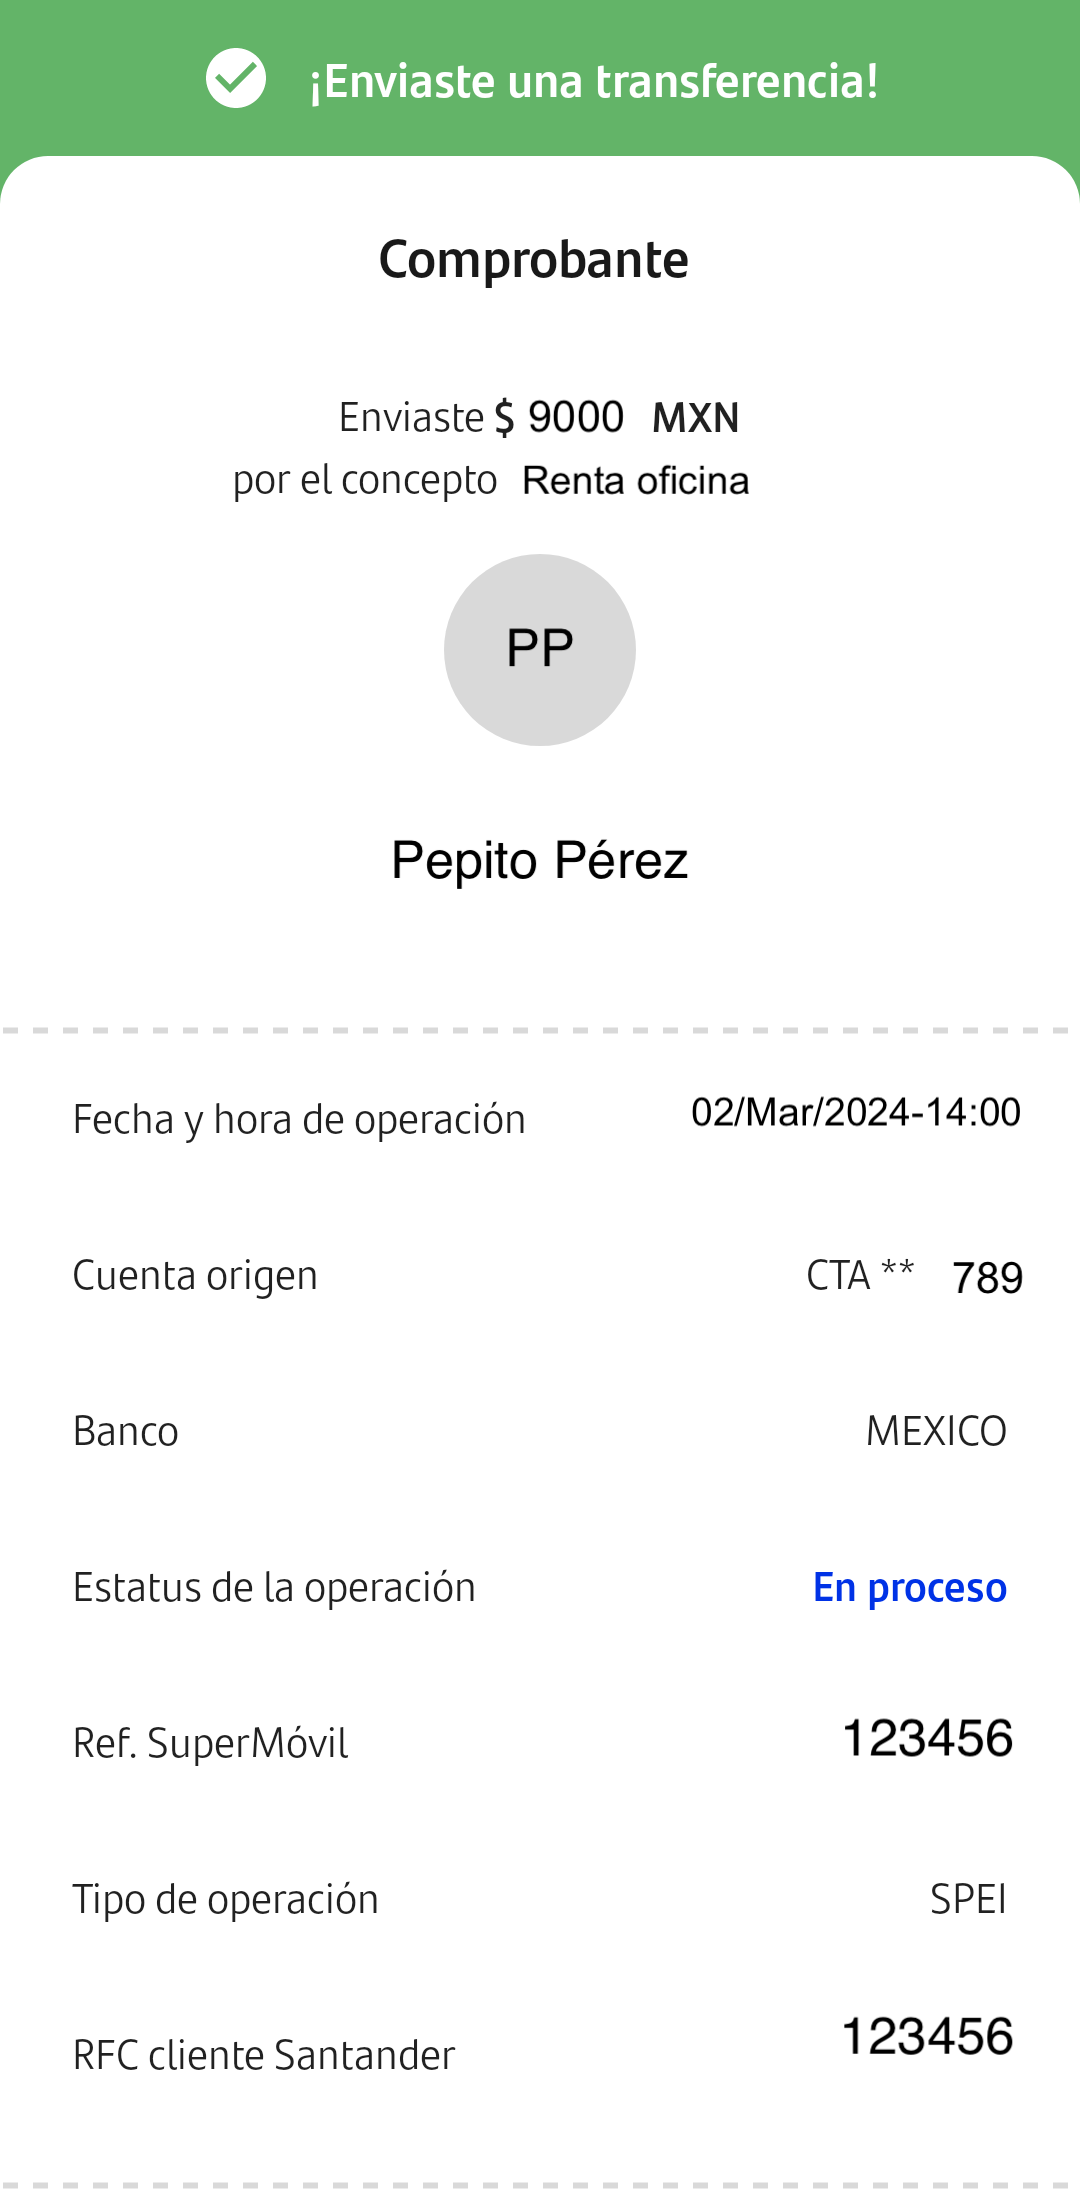 ¡Enviaste una transferencia!
Comprobante
Enviaste $ 9000 MXN
por el concepto Renta oficina
PP
Pepito Pérez
Fecha y hora de operación 02/Mar/2024-14:00
Cuenta origen CTA ** 789
Banco MEXICO
Estatus de la operación En proceso
Ref. SuperMóvil 123456
Tipo de operación SPEI
RFC cliente Santander 123456